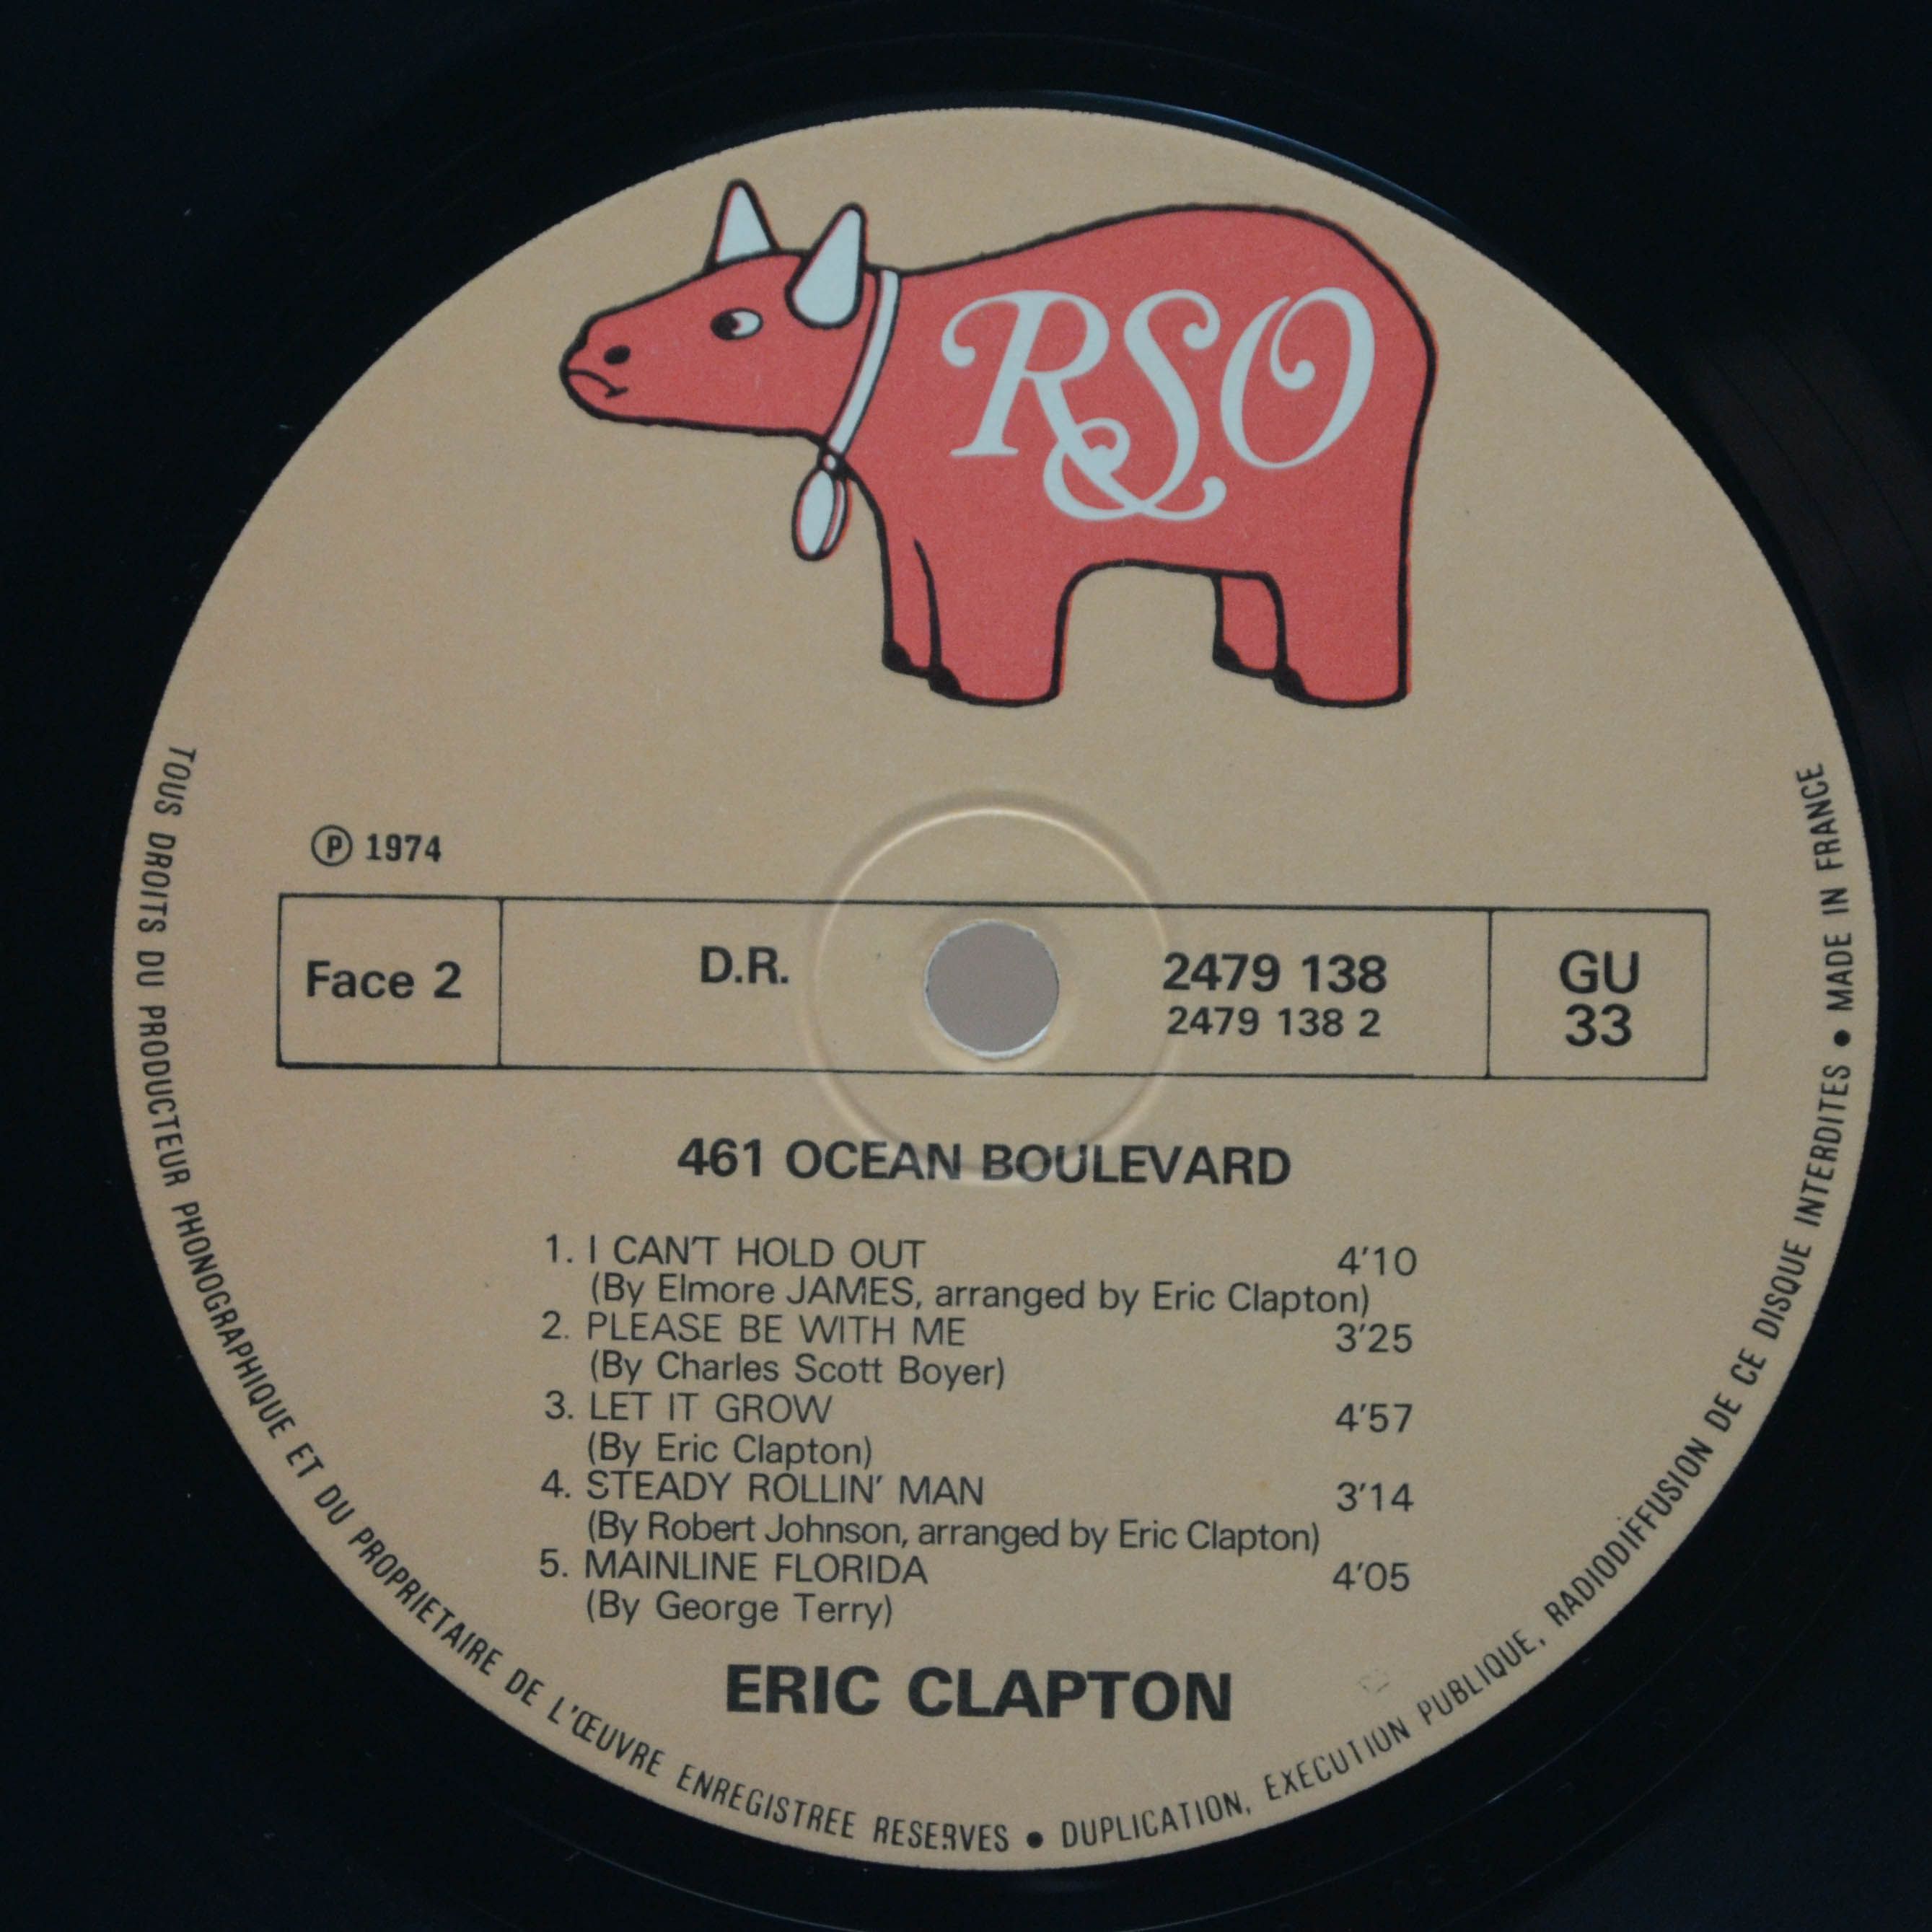 RSO
℗ 1974
Face 2
D.R.
2479 138
2479 138 2
GU
33
461 OCEAN BOULEVARD
1. I CAN'T HOLD OUT 4'10
(By Elmore JAMES, arranged by Eric Clapton)
2. PLEASE BE WITH ME 3'25
(By Charles Scott Boyer)
3. LET IT GROW 4'57
(By Eric Clapton)
4. STEADY ROLLIN' MAN 3'14
(By Robert Johnson, arranged by Eric Clapton)
5. MAINLINE FLORIDA 4'05
(By George Terry)
ERIC CLAPTON
TOUS DROITS DU PRODUCTEUR PHONOGRAPHIQUE ET DU PROPRIETAIRE DE L'ŒUVRE ENREGISTREE RESERVES • DUPLICATION, EXECUTION PUBLIQUE, RADIODIFFUSION DE CE DISQUE INTERDITES • MADE IN FRANCE